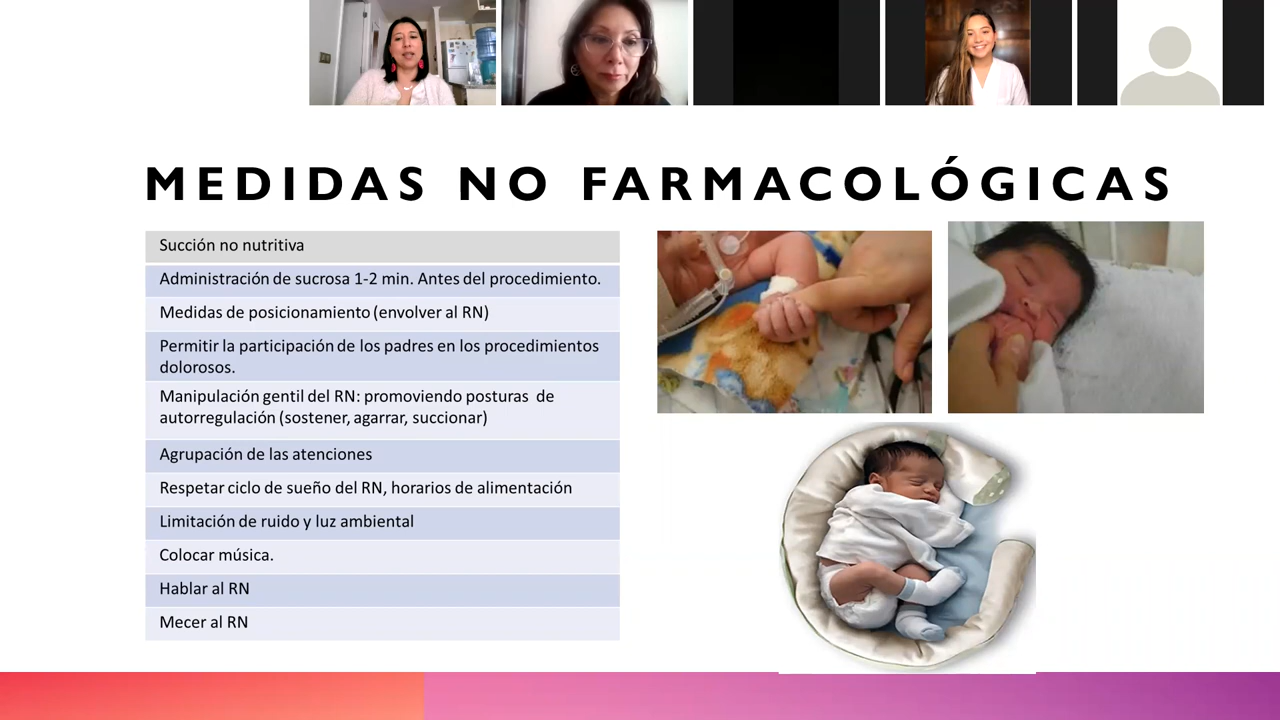 MEDIDAS NO FARMACOLÓGICAS
Succión no nutritiva
Administración de sucrosa 1-2 min. Antes del procedimiento.
Medidas de posicionamiento (envolver al RN)
Permitir la participación de los padres en los procedimientos
dolorosos.
Manipulación gentil del RN: promoviendo posturas de
autorregulación (sostener, agarrar, succionar)
Agrupación de las atenciones
Respetar ciclo de sueño del RN, horarios de alimentación
Limitación de ruido y luz ambiental
Colocar música.
Hablar al RN
Mecer al RN